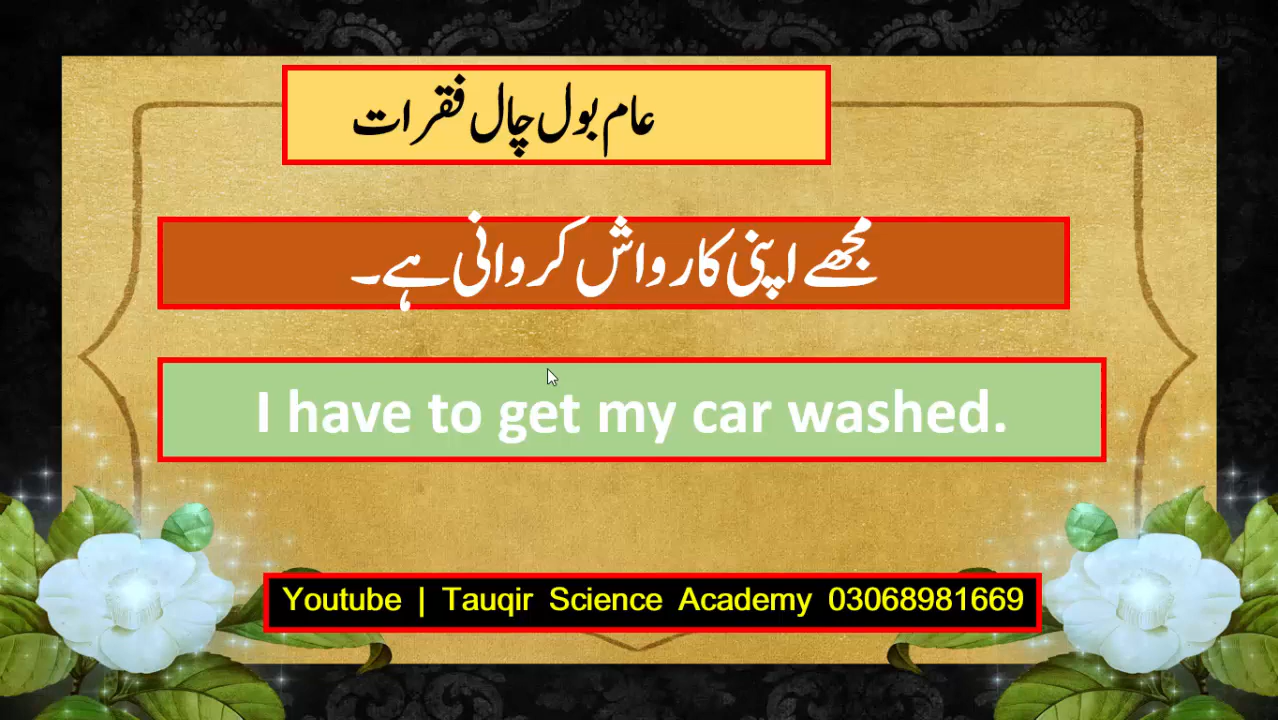 عام بول چال فقرات
مجھے اپنی کار واش کروانی ہے۔
I have to get my car washed.
Youtube | Tauqir Science Academy 03068981669